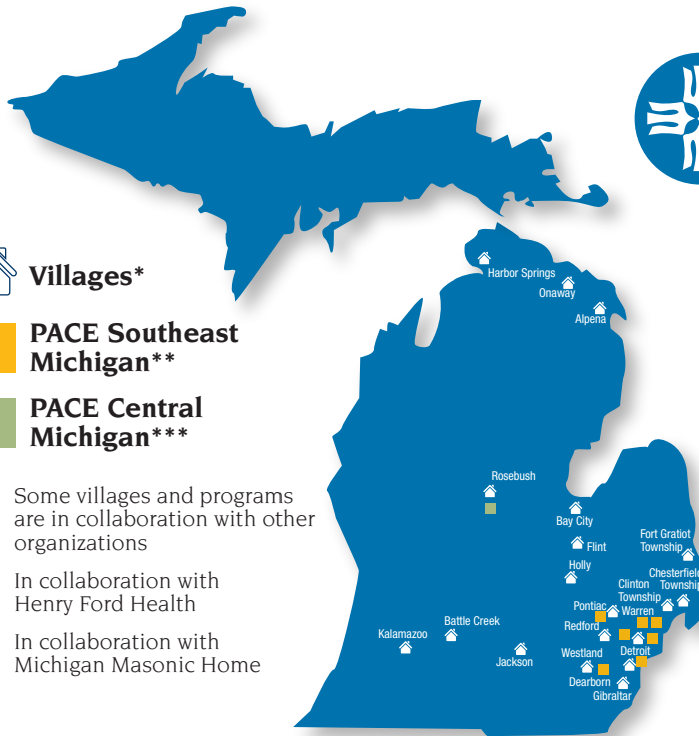 Villages*
PACE Southeast
Michigan**
PACE Central
Michigan***
Some villages and programs
are in collaboration with other
organizations
In collaboration with
Henry Ford Health
In collaboration with
Michigan Masonic Home
Harbor Springs
Onaway
Alpena
Rosebush
Bay City
Flint
Holly
Fort Gratiot
Township
Chesterfield
Township
Clinton
Township
Pontiac
Warren
Redford
Detroit
Westland
Dearborn
Gibraltar
Battle Creek
Kalamazoo
Jackson